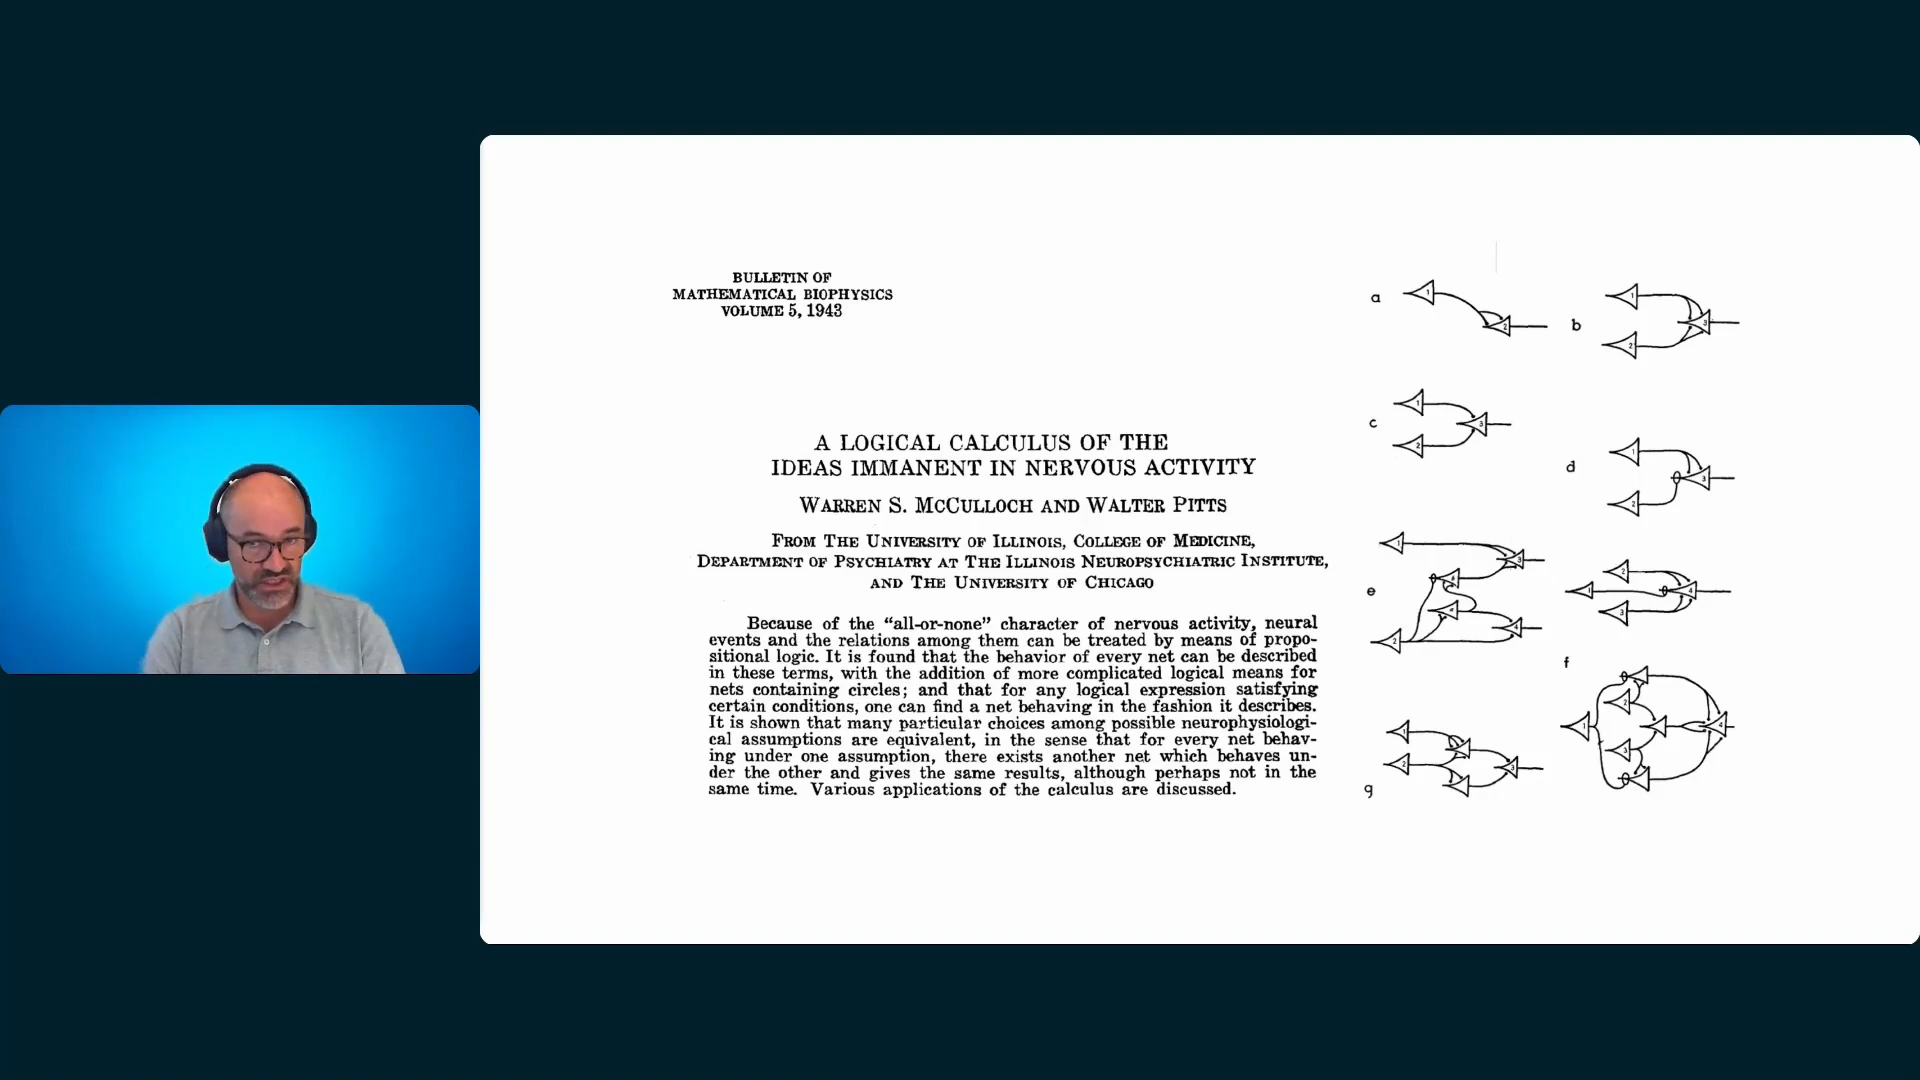 BULLETIN OF
MATHEMATICAL BIOPHYSICS
VOLUME 5, 1943
A LOGICAL CALCULUS OF THE
IDEAS IMMANENT IN NERVOUS ACTIVITY
WARREN S. MCCULLOCH AND WALTER PITTS
FROM THE UNIVERSITY OF ILLINOIS, COLLEGE OF MEDICINE,
DEPARTMENT OF PSYCHIATRY AT THE ILLINOIS NEUROPSYCHIATRIC INSTITUTE,
AND THE UNIVERSITY OF CHICAGO
Because of the “all-or-none” character of nervous activity, neural
events and the relations among them can be treated by means of propo-
sitional logic. It is found that the behavior of every net can be described
in these terms, with the addition of more complicated logical means for
nets containing circles; and that for any logical expression satisfying
certain conditions, one can find a net behaving in the fashion it describes.
It is shown that many particular choices among possible neurophysiologi-
cal assumptions are equivalent, in the sense that for every net behav-
ing under one assumption, there exists another net which behaves un-
der the other and gives the same results, although perhaps not in the
same time. Various applications of the calculus are discussed.
a
b
c
d
e
f
g